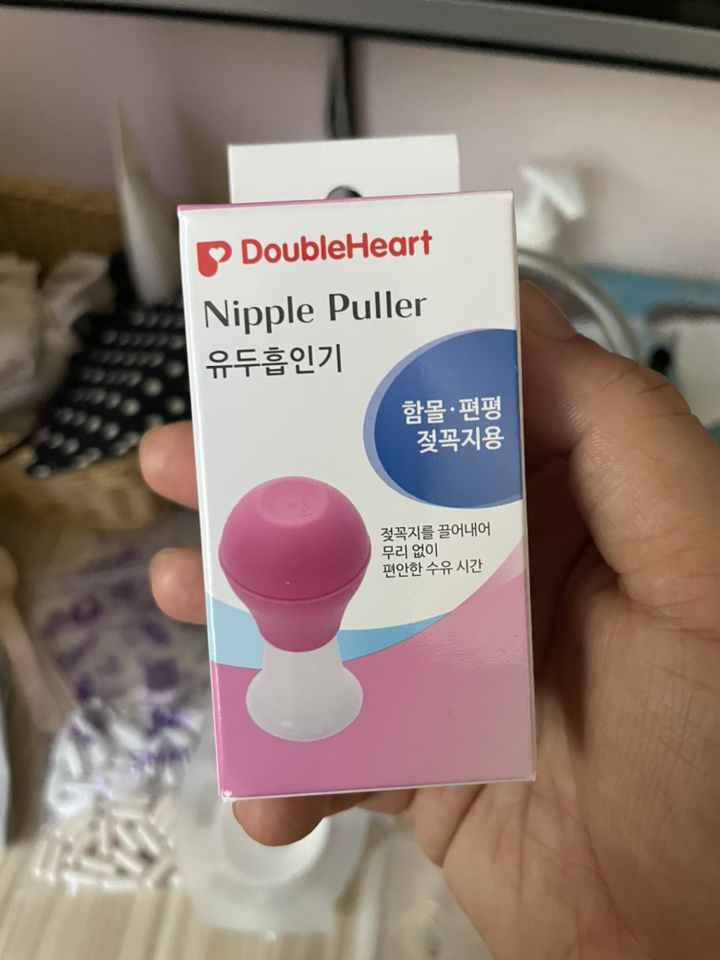 DoubleHeart
Nipple Puller
유두흡인기
함몰·편평
젖꼭지용
젖꼭지를 끌어내어
무리 없이
편안한 수유 시간